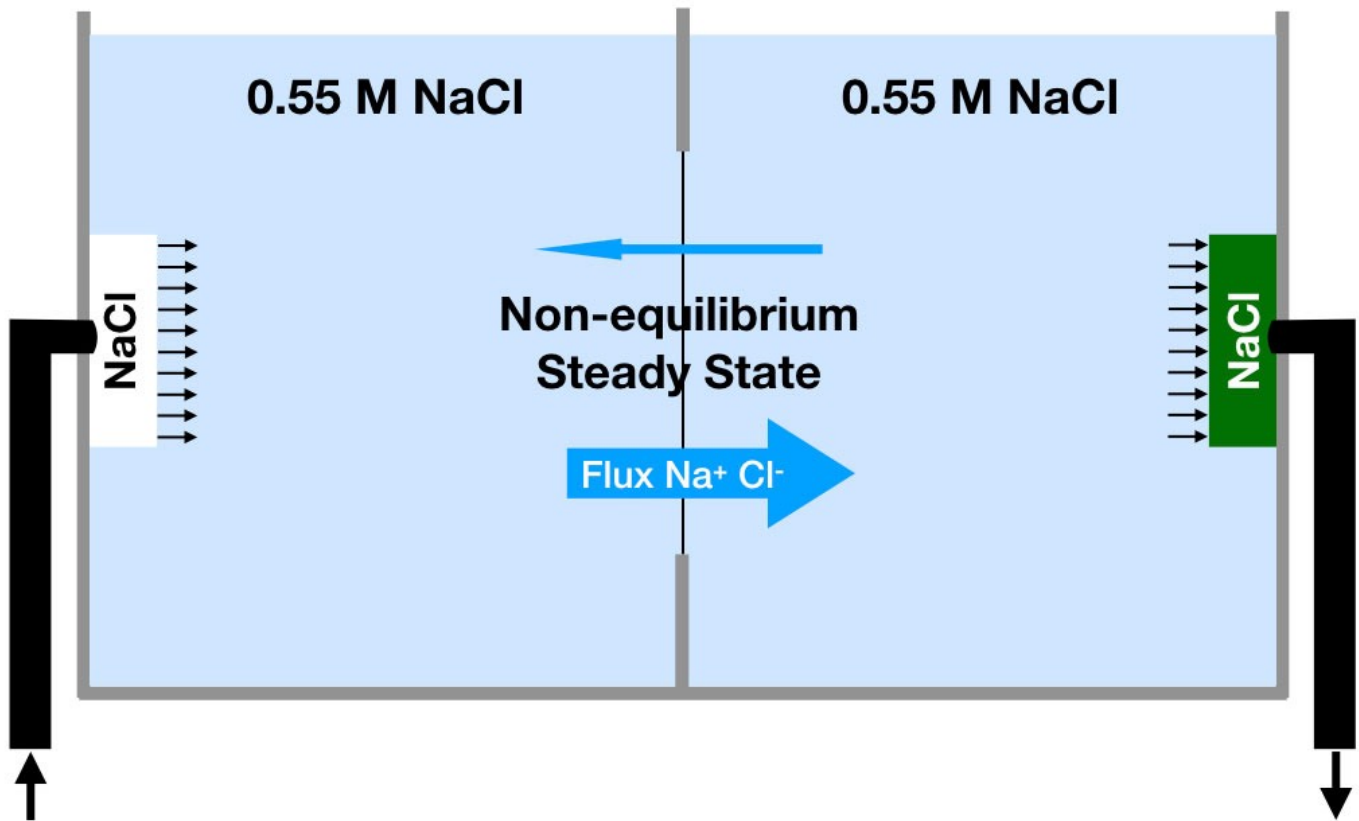 0.55 M NaCl
0.55 M NaCl
NaCl
Non-equilibrium
Steady State
NaCl
Flux Na⁺ Cl⁻